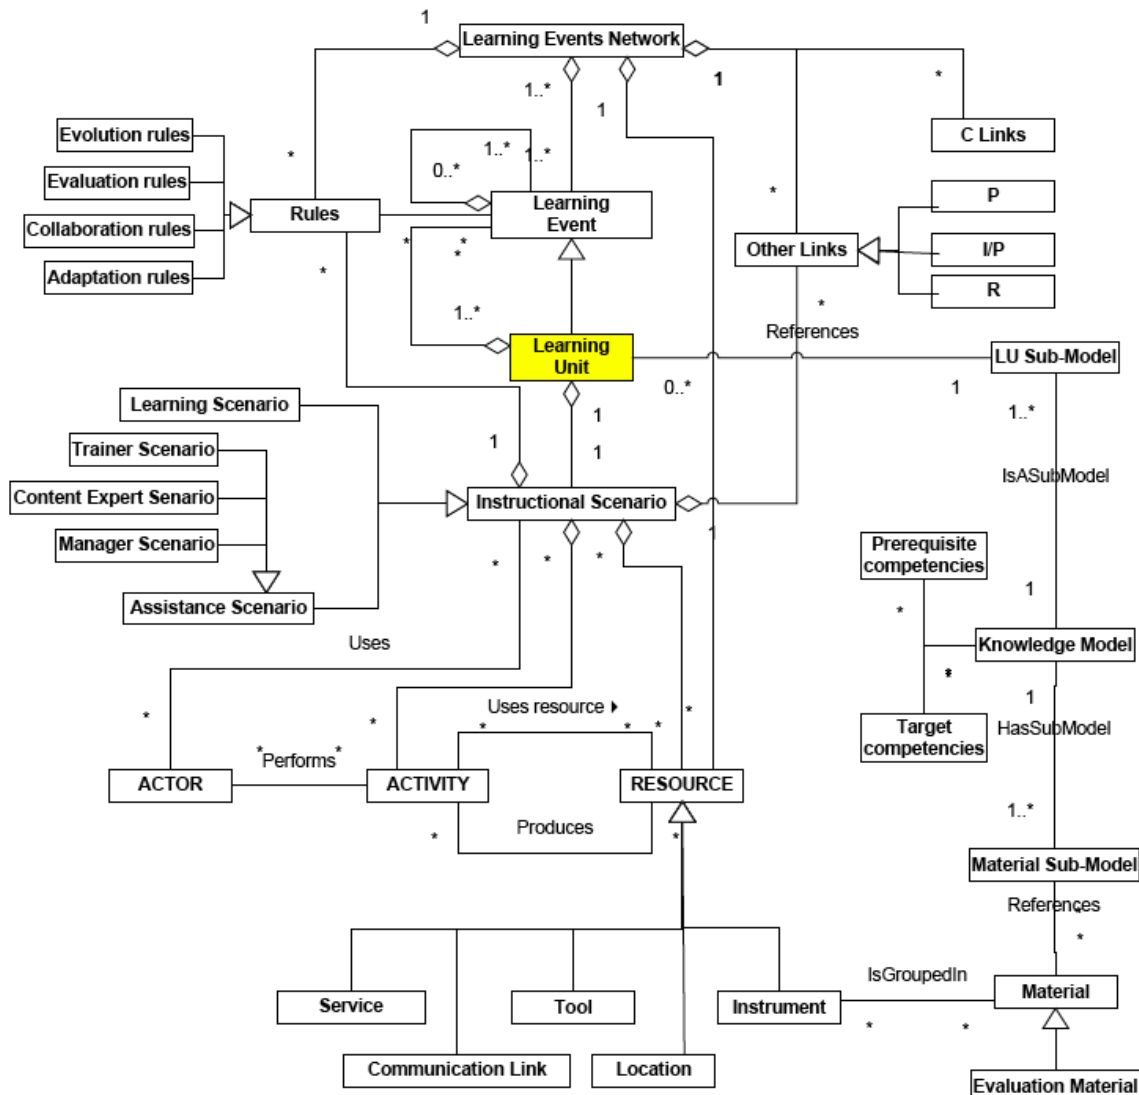 1
Learning Events Network
1..*
1
1
*
C Links
Evolution rules
Evaluation rules
Collaboration rules
Adaptation rules
*
1..*
1..*
0..*
Rules
Learning
Event
*
*
*
*
*
Other Links
P
I/P
R
*
References
1..*
Learning
Unit
0..*
1
LU Sub-Model
1..*
Learning Scenario
Trainer Scenario
Content Expert Senario
Manager Scenario
Assistance Scenario
1
1
1
Instructional Scenario
1
IsASubModel
*
*
*
Prerequisite
competencies
*
1
Knowledge Model
*
1
Target
competencies
HasSubModel
Uses
*
*
Uses resource
*
*
*
*
*
Performs
*
ACTOR
ACTIVITY
RESOURCE
*
Produces
*
1..*
Material Sub-Model
References
*
*
Service
Tool
Instrument
IsGroupedIn
*
*
Material
Communication Link
Location
Evaluation Material